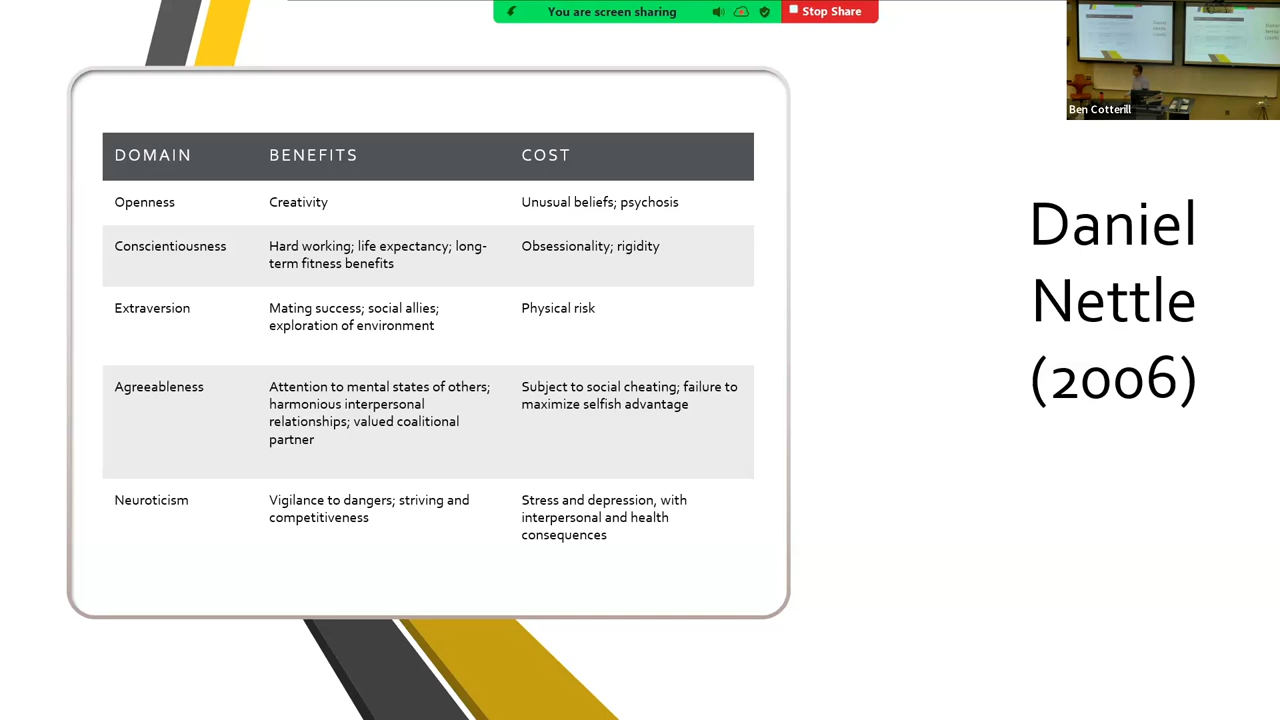 You are screen sharing
Stop Share
Ben Cotterill
DOMAIN BENEFITS COST
Openness Creativity Unusual beliefs; psychosis
Conscientiousness Hard working; life expectancy; long- Obsessionality; rigidity
term fitness benefits
Extraversion Mating success; social allies; Physical risk
exploration of environment
Agreeableness Attention to mental states of others; Subject to social cheating; failure to
harmonious interpersonal maximize selfish advantage
relationships; valued coalitional
partner
Neuroticism Vigilance to dangers; striving and Stress and depression, with
competitiveness interpersonal and health
consequences
Daniel
Nettle
(2006)